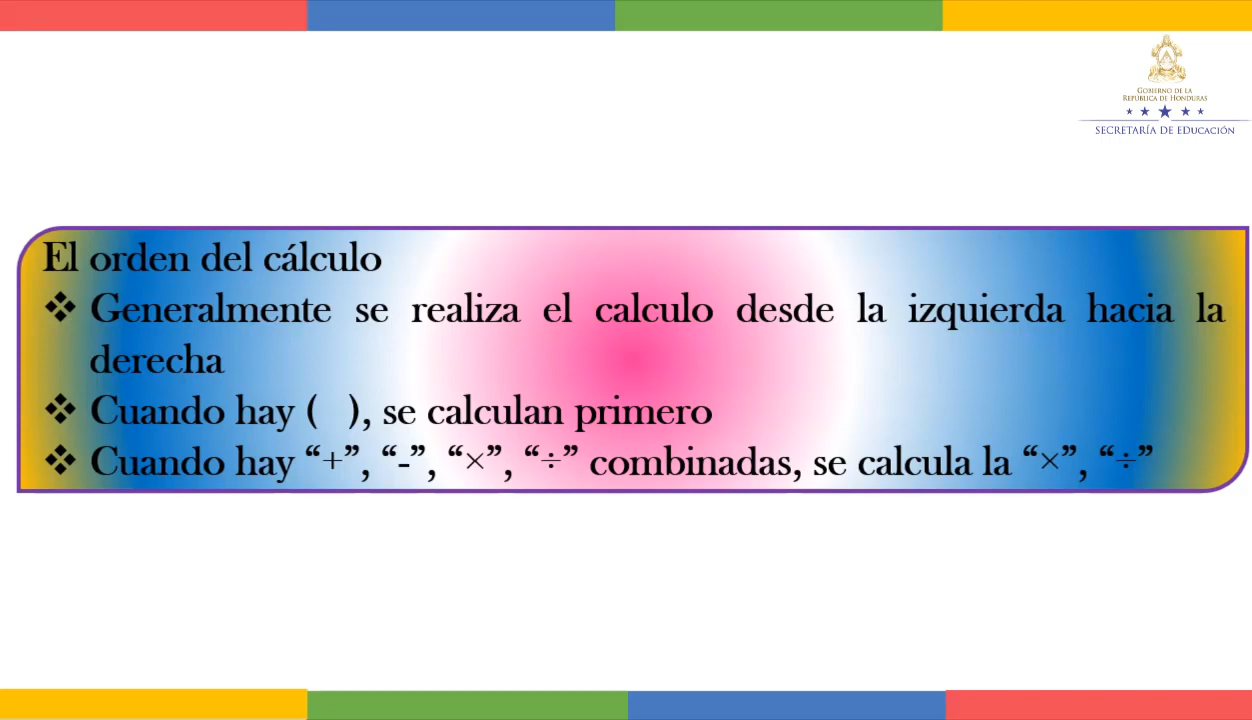 GOBIERNO DE LA
REPÚBLICA DE HONDURAS
SECRETARÍA DE EDUCACIÓN
El orden del cálculo
❖ Generalmente se realiza el calculo desde la izquierda hacia la
derecha
❖ Cuando hay (   ), se calculan primero
❖ Cuando hay “+”, “-”, “×”, “÷” combinadas, se calcula la “×”, “÷”